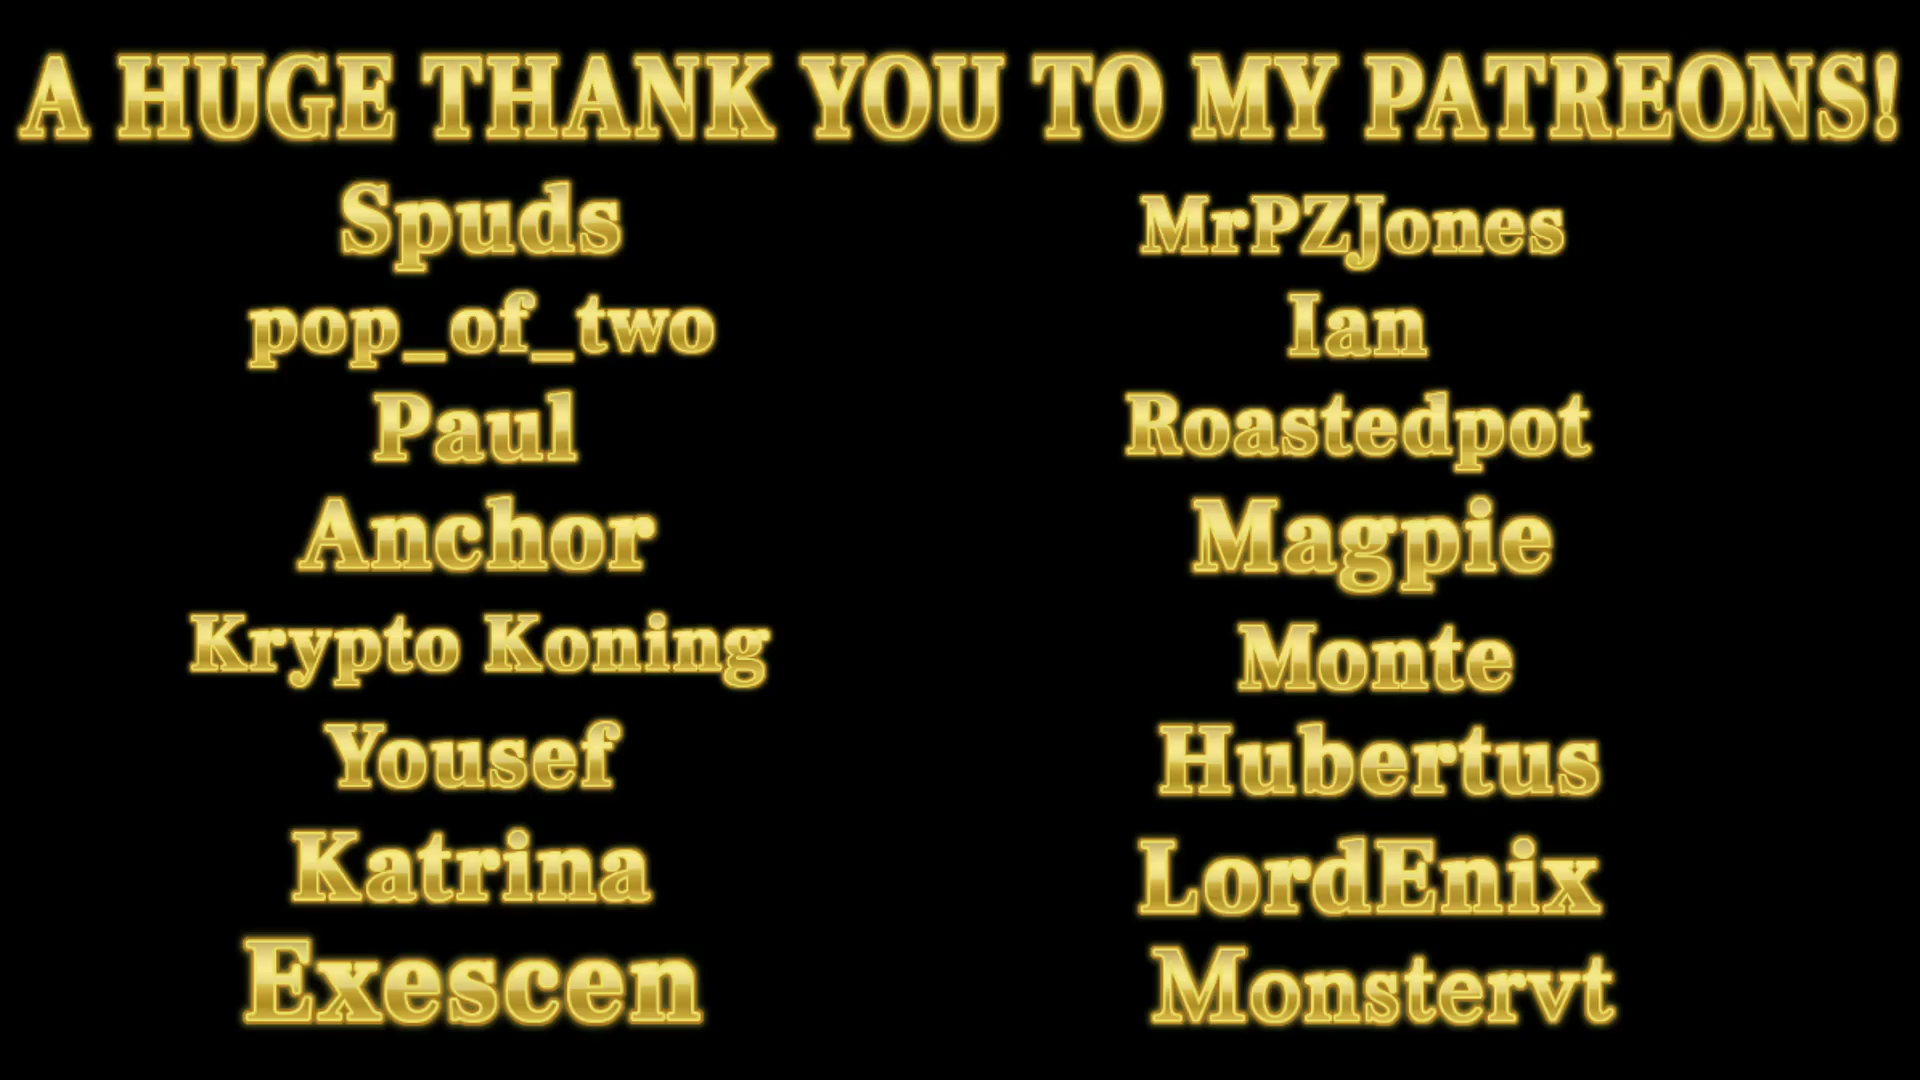 A HUGE THANK YOU TO MY PATREONS!
Spuds
pop_of_two
Paul
Anchor
Krypto Koning
Yousef
Katrina
Exescen
MrPZJones
Ian
Roastedpot
Magpie
Monte
Hubertus
LordEnix
Monstervt